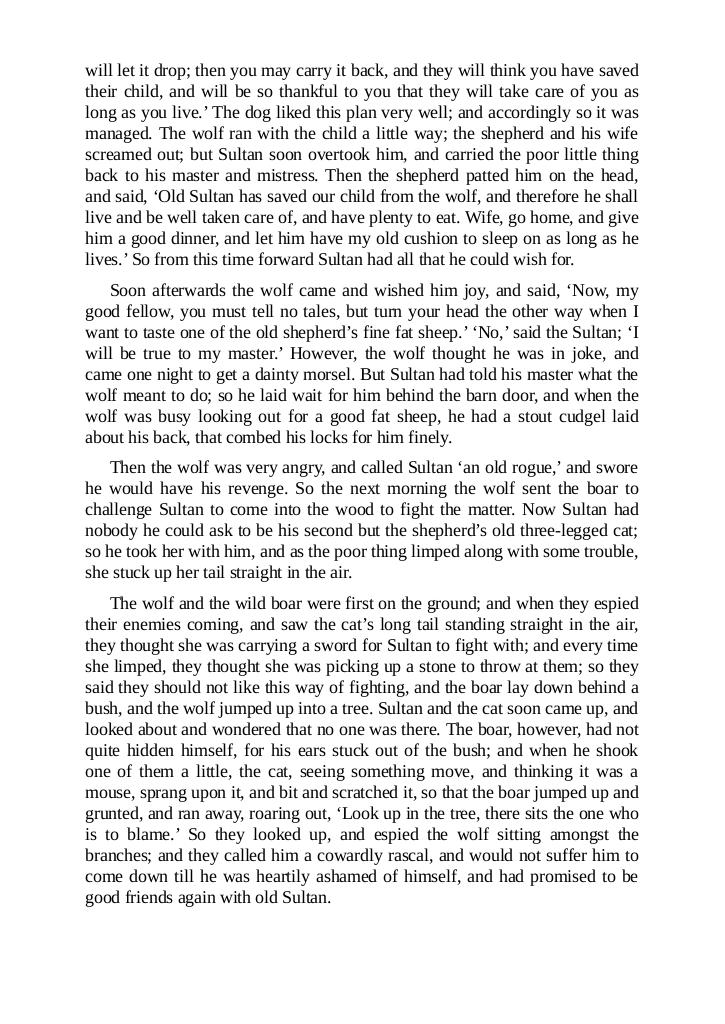 will let it drop; then you may carry it back, and they will think you have saved
their child, and will be so thankful to you that they will take care of you as
long as you live.’ The dog liked this plan very well; and accordingly so it was
managed. The wolf ran with the child a little way; the shepherd and his wife
screamed out; but Sultan soon overtook him, and carried the poor little thing
back to his master and mistress. Then the shepherd patted him on the head,
and said, ‘Old Sultan has saved our child from the wolf, and therefore he shall
live and be well taken care of, and have plenty to eat. Wife, go home, and give
him a good dinner, and let him have my old cushion to sleep on as long as he
lives.’ So from this time forward Sultan had all that he could wish for.
Soon afterwards the wolf came and wished him joy, and said, ‘Now, my
good fellow, you must tell no tales, but turn your head the other way when I
want to taste one of the old shepherd’s fine fat sheep.’ ‘No,’ said the Sultan; ‘I
will be true to my master.’ However, the wolf thought he was in joke, and
came one night to get a dainty morsel. But Sultan had told his master what the
wolf meant to do; so he laid wait for him behind the barn door, and when the
wolf was busy looking out for a good fat sheep, he had a stout cudgel laid
about his back, that combed his locks for him finely.
Then the wolf was very angry, and called Sultan ‘an old rogue,’ and swore
he would have his revenge. So the next morning the wolf sent the boar to
challenge Sultan to come into the wood to fight the matter. Now Sultan had
nobody he could ask to be his second but the shepherd’s old three-legged cat;
so he took her with him, and as the poor thing limped along with some trouble,
she stuck up her tail straight in the air.
The wolf and the wild boar were first on the ground; and when they espied
their enemies coming, and saw the cat’s long tail standing straight in the air,
they thought she was carrying a sword for Sultan to fight with; and every time
she limped, they thought she was picking up a stone to throw at them; so they
said they should not like this way of fighting, and the boar lay down behind a
bush, and the wolf jumped up into a tree. Sultan and the cat soon came up, and
looked about and wondered that no one was there. The boar, however, had not
quite hidden himself, for his ears stuck out of the bush; and when he shook
one of them a little, the cat, seeing something move, and thinking it was a
mouse, sprang upon it, and bit and scratched it, so that the boar jumped up and
grunted, and ran away, roaring out, ‘Look up in the tree, there sits the one who
is to blame.’ So they looked up, and espied the wolf sitting amongst the
branches; and they called him a cowardly rascal, and would not suffer him to
come down till he was heartily ashamed of himself, and had promised to be
good friends again with old Sultan.